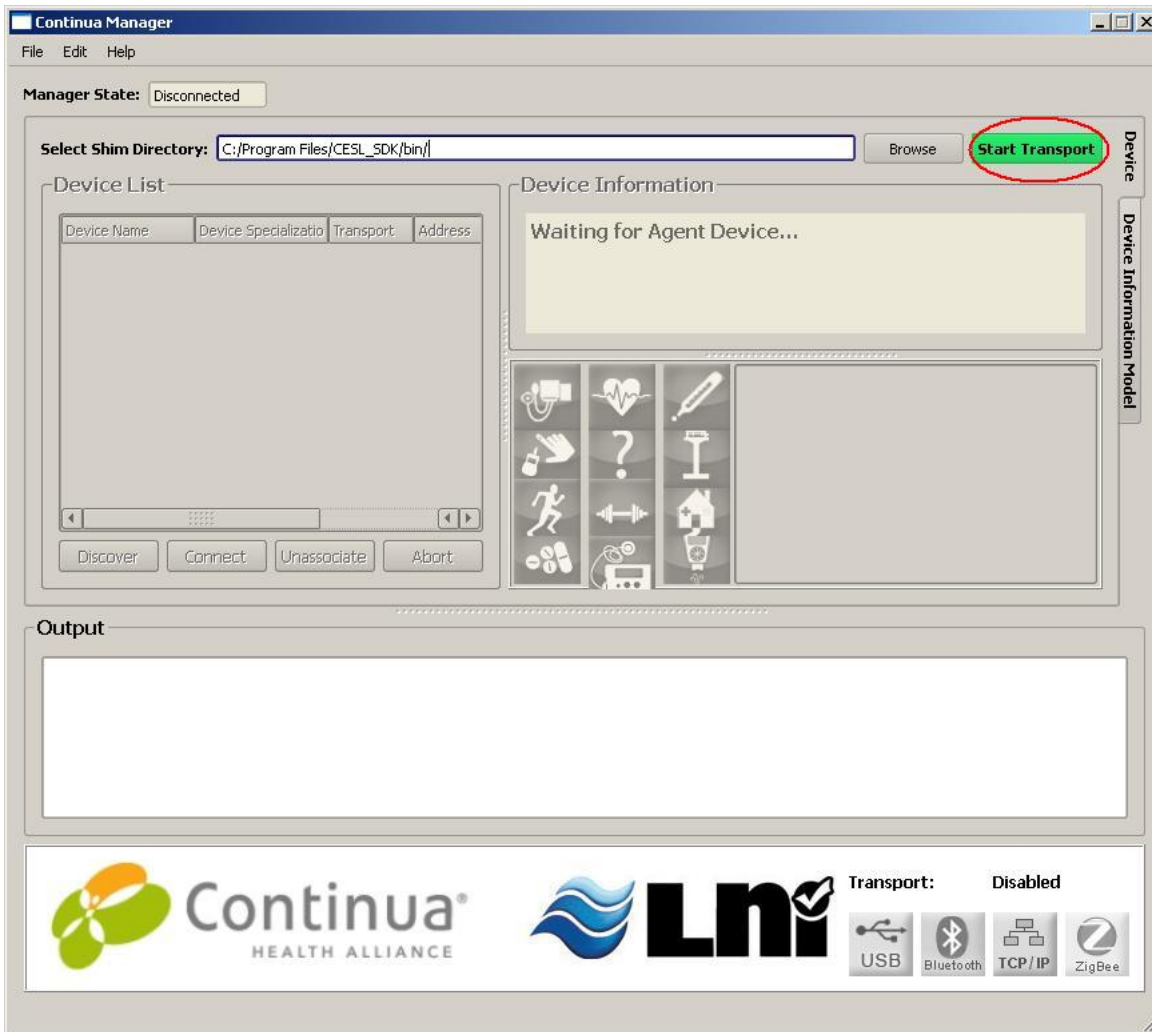 Continua Manager
File Edit Help
Manager State: Disconnected
Select Shim Directory: C:/Program Files/CESL_SDK/bin/ Browse Start Transport
Device
Device Information Model
Device List
Device Name Device Specializatio Transport Address
Discover Connect Unassociate Abort
Device Information
Waiting for Agent Device...
?
Output
Continua®
HEALTH ALLIANCE
LNI
Transport: Disabled
USB Bluetooth TCP/IP ZigBee